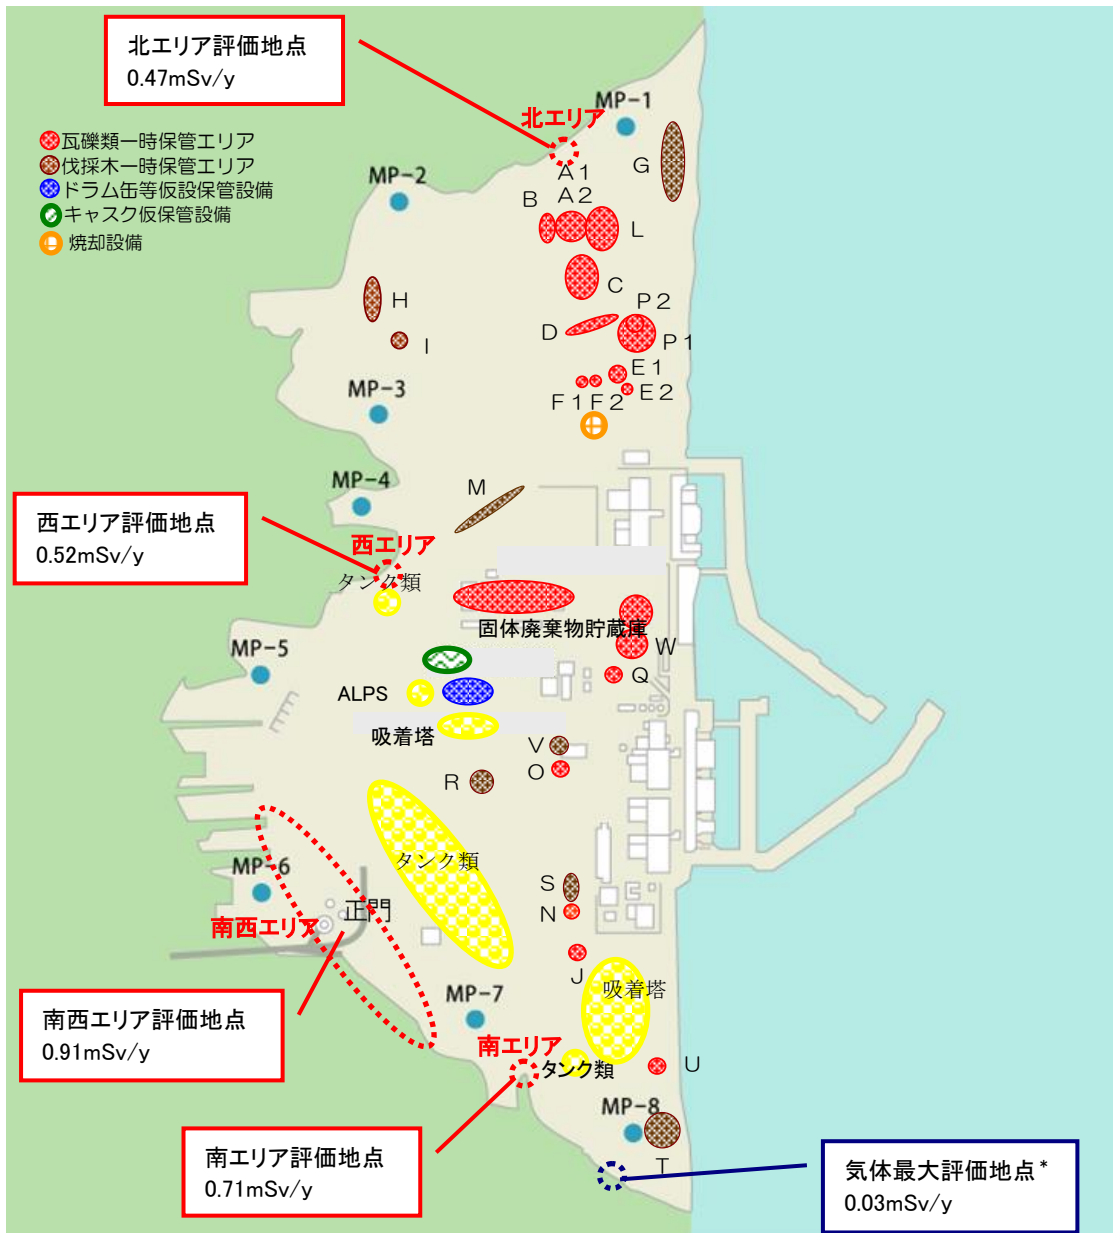 北エリア評価地点
0.47mSv/y
瓦礫類一時保管エリア
伐採木一時保管エリア
ドラム缶等仮設保管設備
キャスク仮保管設備
焼却設備
MP-1
北エリア
G
A1
A2
MP-2
B
L
C
H
P2
D
I
P1
E1
E2
MP-3
F1
F2
MP-4
M
西エリア評価地点
0.52mSv/y
西エリア
タンク類
固体廃棄物貯蔵庫
W
MP-5
Q
ALPS
吸着塔
V
O
R
タンク類
MP-6
S
正門
N
南西エリア
J
吸着塔
MP-7
南西エリア評価地点
0.91mSv/y
南エリア
タンク類
U
MP-8
南エリア評価地点
0.71mSv/y
T
気体最大評価地点*
0.03mSv/y